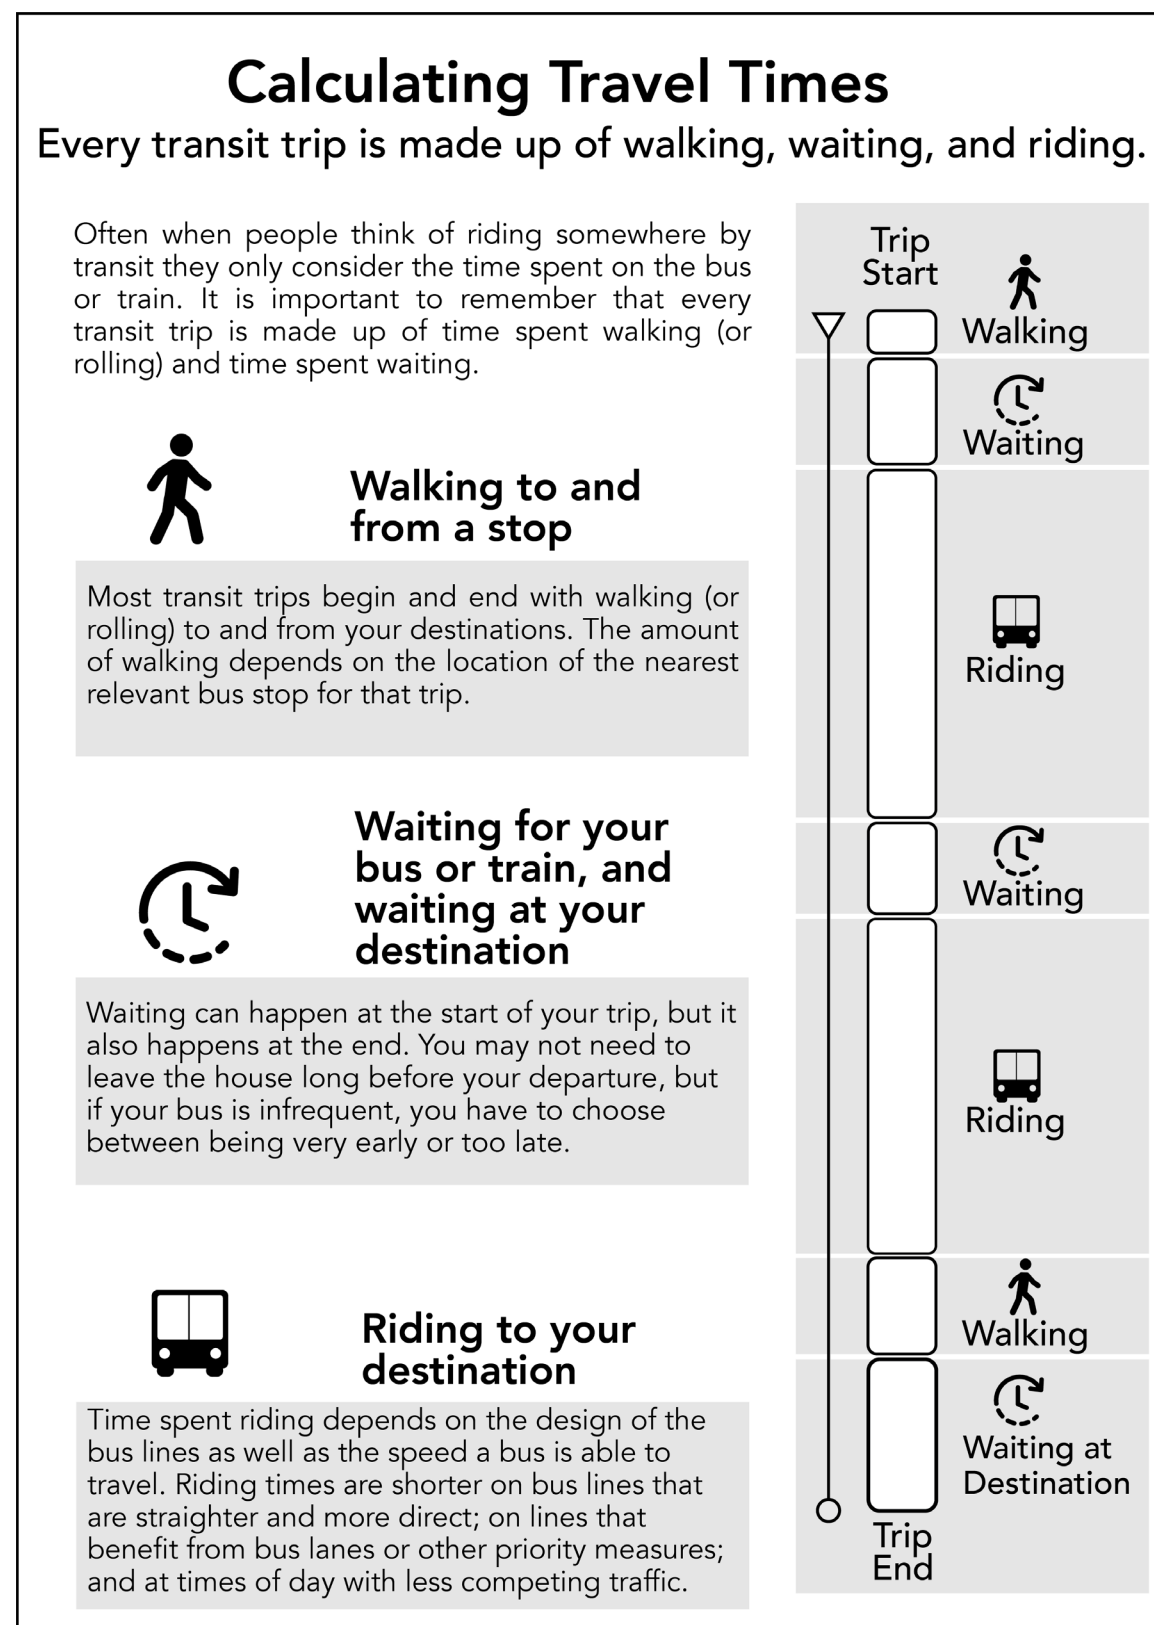 Calculating Travel Times
Every transit trip is made up of walking, waiting, and riding.
Often when people think of riding somewhere by
transit they only consider the time spent on the bus
or train. It is important to remember that every
transit trip is made up of time spent walking (or
rolling) and time spent waiting.
Walking to and
from a stop
Most transit trips begin and end with walking (or
rolling) to and from your destinations. The amount
of walking depends on the location of the nearest
relevant bus stop for that trip.
Waiting for your
bus or train, and
waiting at your
destination
Waiting can happen at the start of your trip, but it
also happens at the end. You may not need to
leave the house long before your departure, but
if your bus is infrequent, you have to choose
between being very early or too late.
Riding to your
destination
Time spent riding depends on the design of the
bus lines as well as the speed a bus is able to
travel. Riding times are shorter on bus lines that
are straighter and more direct; on lines that
benefit from bus lanes or other priority measures;
and at times of day with less competing traffic.
Trip
Start
Walking
Waiting
Riding
Waiting
Riding
Walking
Waiting at
Destination
Trip
End